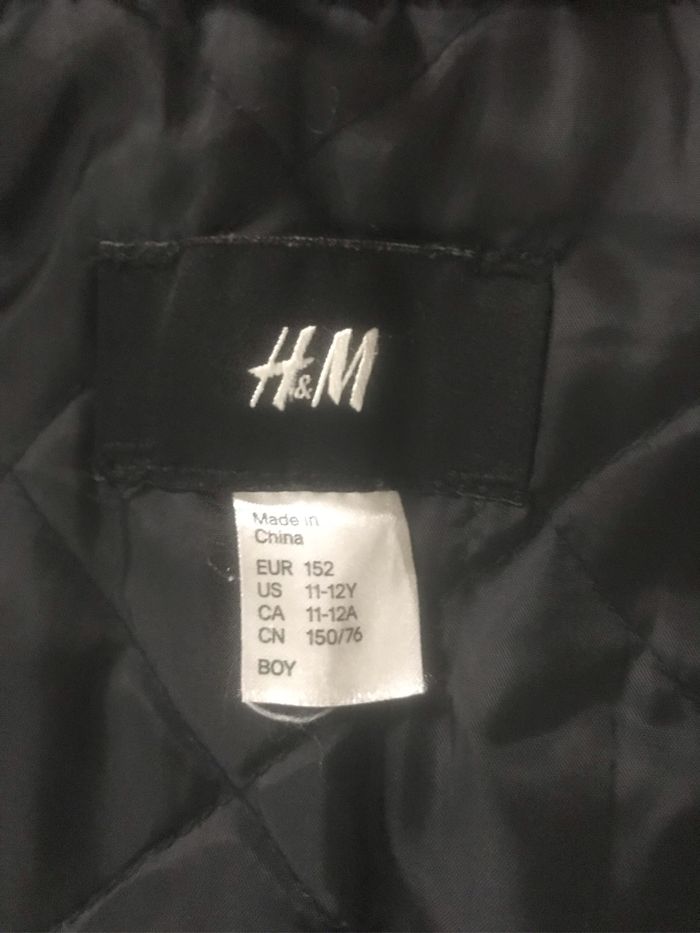 H&M
Made in
China
EUR 152
US 11-12Y
CA 11-12A
CN 150/76
BOY